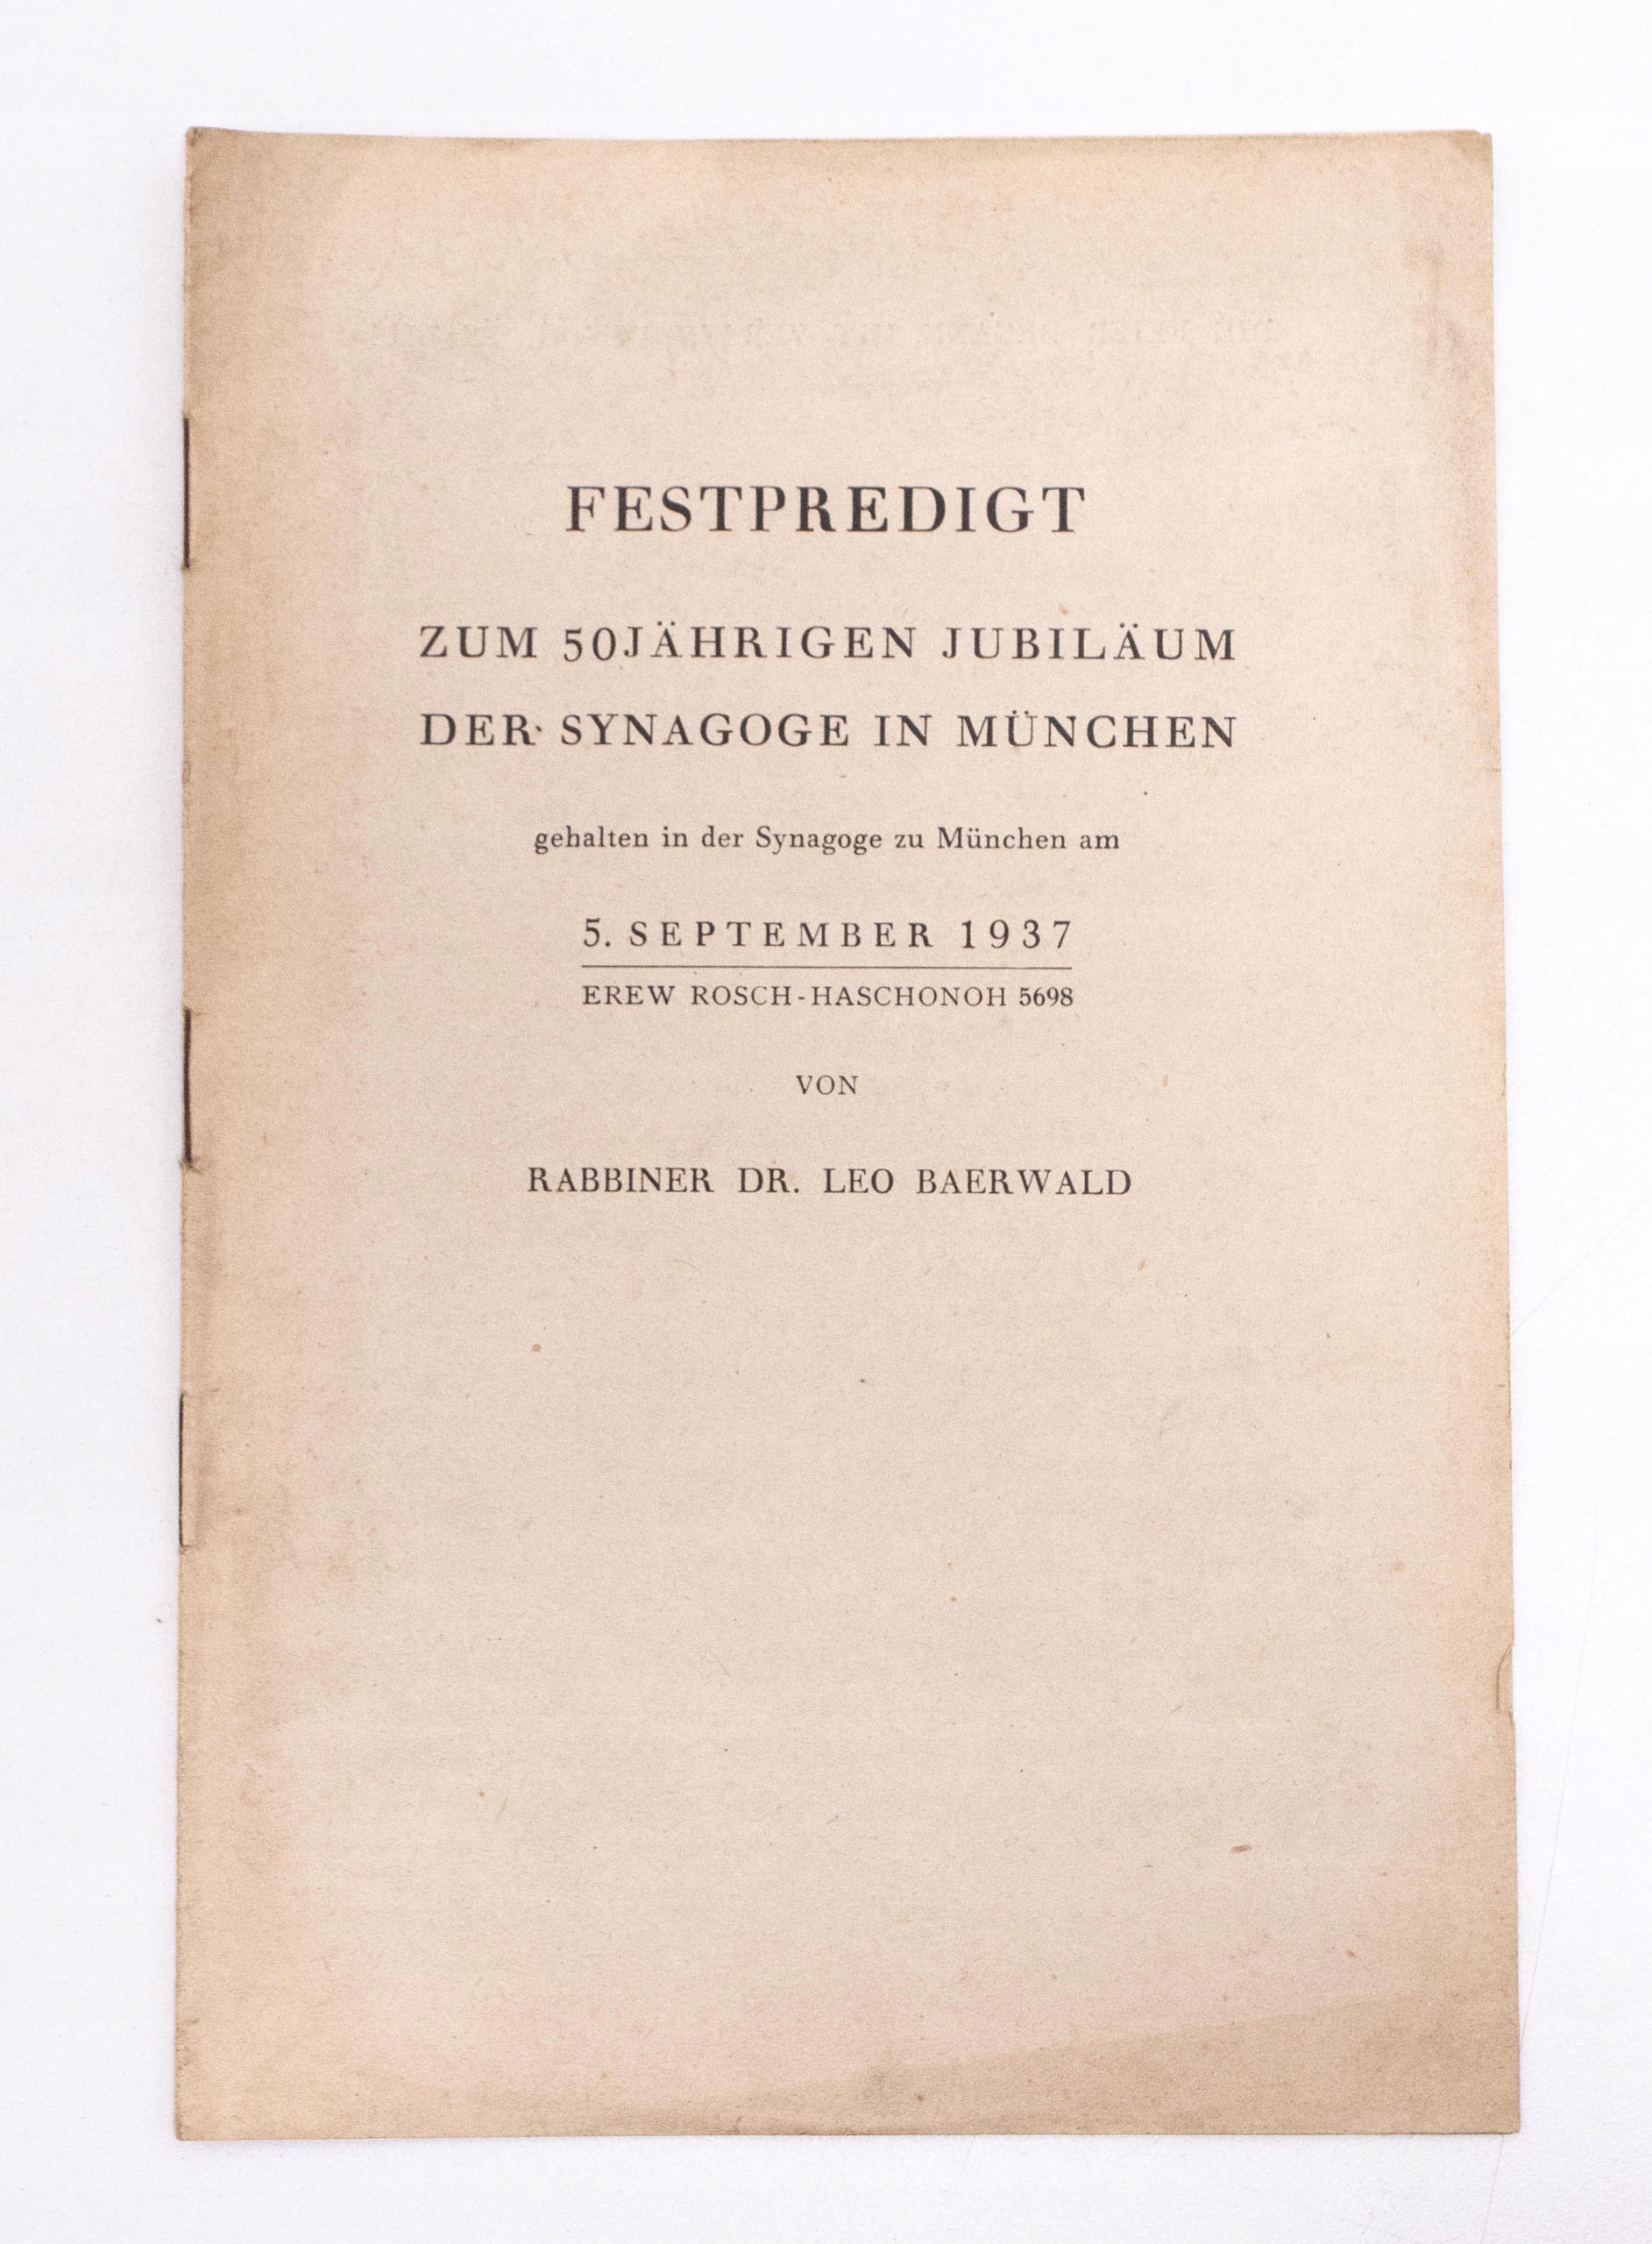 FESTPREDIGT
ZUM 50JÄHRIGEN JUBILÄUM
DER SYNAGOGE IN MÜNCHEN
gehalten in der Synagoge zu München am
5. SEPTEMBER 1937
EREW ROSCH-HASCHONOH 5698
VON
RABBINER DR. LEO BAERWALD